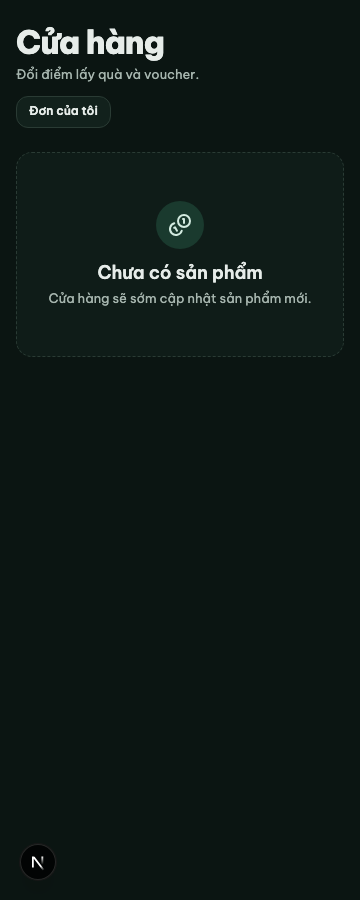 Cửa hàng
Đổi điểm lấy quà và voucher.
Đơn của tôi
Chưa có sản phẩm
Cửa hàng sẽ sớm cập nhật sản phẩm mới.
N